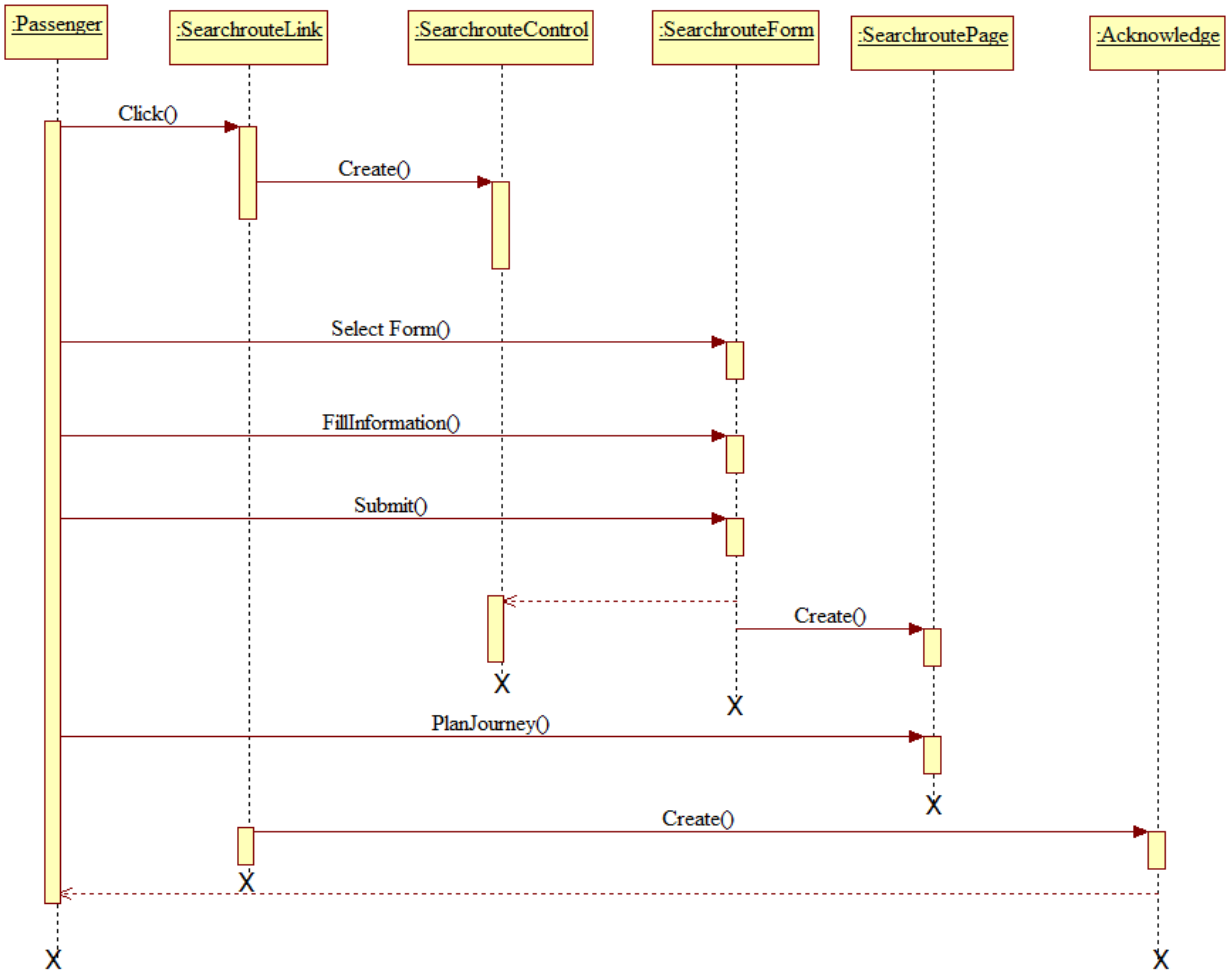 :Passenger
:SearchrouteLink
:SearchrouteControl
:SearchrouteForm
:SearchroutePage
:Acknowledge
Click()
Create()
Select Form()
FillInformation()
Submit()
Create()
X
X
PlanJourney()
X
Create()
X
X
X